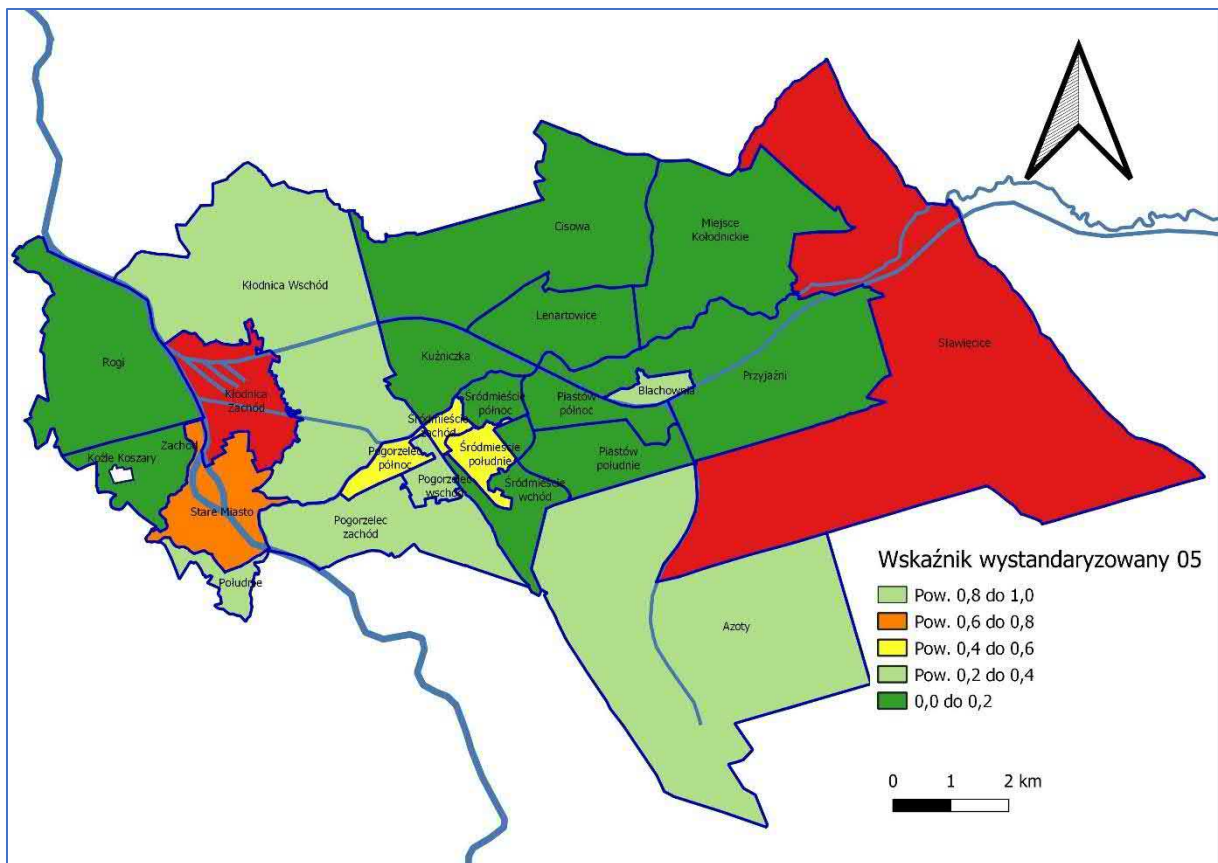 Cisowa
Miejsce
Kołodnickie
Kłodnica Wschód
Lenartowice
Sławięcice
Kuźniczka
Rogi
Przyjaźni
Blachownia
Kłodnica
Zachód
Śródmieście
północ
Piastów
północ
Śródmieście
zachód
Zachód
Koźle Koszary
Pogorzelec
północ
Śródmieście
południe
Piastów
południe
Pogorzelec
wschód
Śródmieście
wchód
Stare Miasto
Pogorzelec
zachód
Południe
Azoty
Wskaźnik wystandaryzowany 05
Pow. 0,8 do 1,0
Pow. 0,6 do 0,8
Pow. 0,4 do 0,6
Pow. 0,2 do 0,4
0,0 do 0,2
0 1 2 km